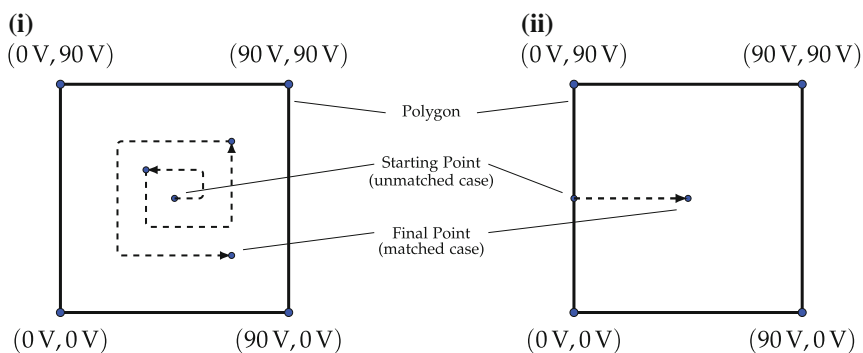 (i)
(ii)
(0 V, 90 V)
(90 V, 90 V)
(0 V, 90 V)
(90 V, 90 V)
Polygon
Starting Point
(unmatched case)
Final Point
(matched case)
(0 V, 0 V)
(90 V, 0 V)
(0 V, 0 V)
(90 V, 0 V)